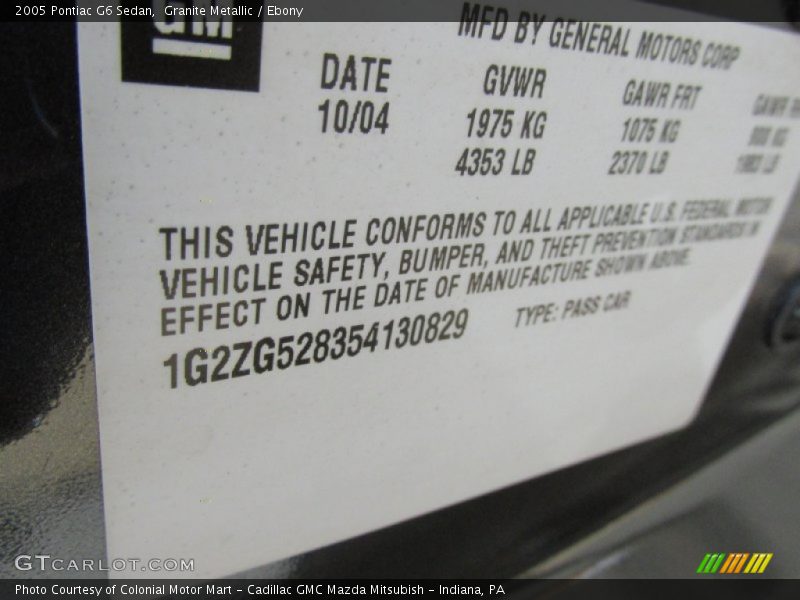 2005 Pontiac G6 Sedan, Granite Metallic / Ebony
GM
MFD BY GENERAL MOTORS CORP
DATE GVWR GAWR FRT GAWR
10/04 1975 KG 1075 KG
4353 LB 2370 LB
THIS VEHICLE CONFORMS TO ALL APPLICABLE U.S. FEDERAL MOTOR
VEHICLE SAFETY, BUMPER, AND THEFT PREVENTION STANDARDS IN
EFFECT ON THE DATE OF MANUFACTURE SHOWN ABOVE.
1G2ZG528354130829 TYPE: PASS CAR
GTCARLOT.COM
Photo Courtesy of Colonial Motor Mart - Cadillac GMC Mazda Mitsubish - Indiana, PA